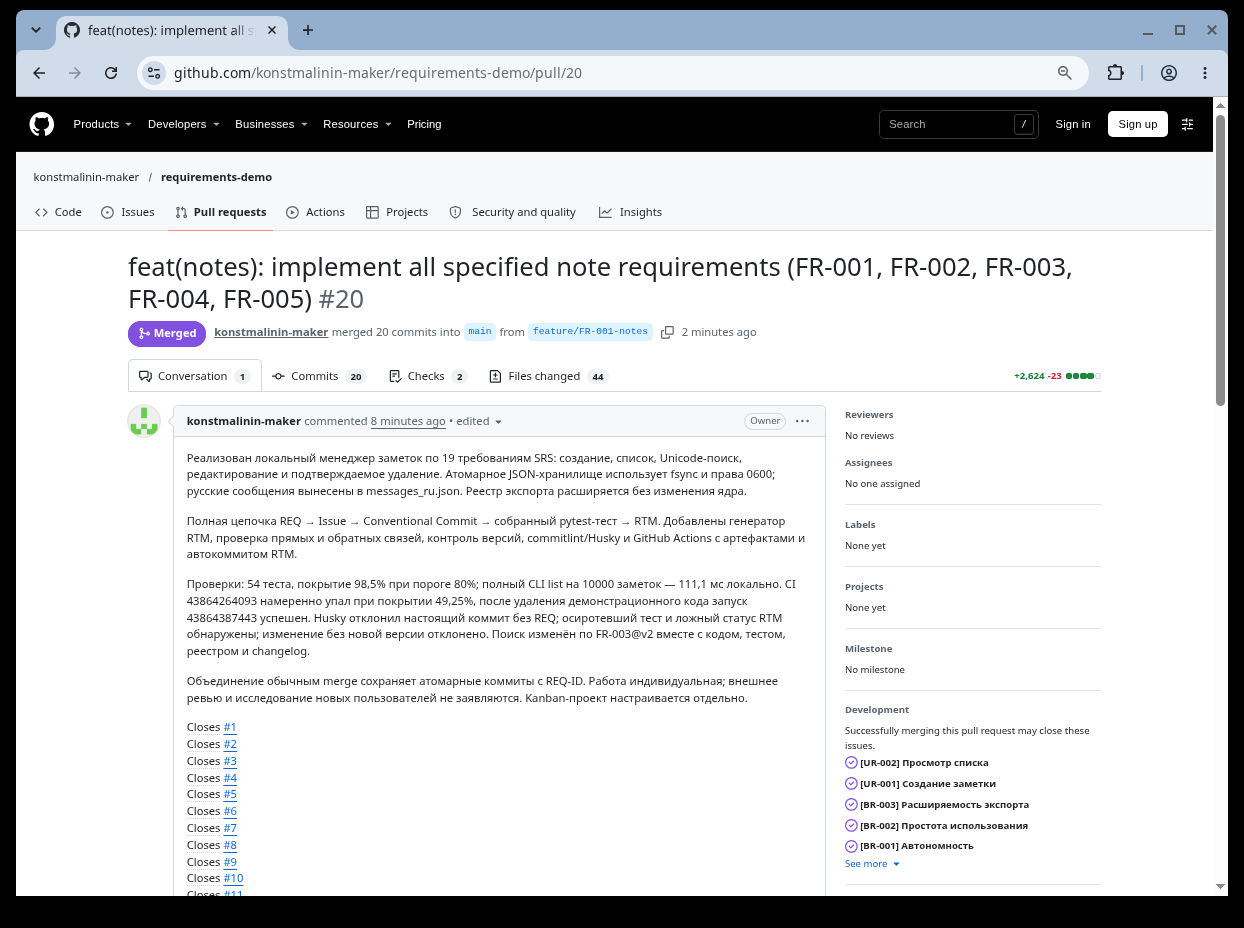 feat(notes): implement all s
github.com/konstmalinin-maker/requirements-demo/pull/20
Products Developers Businesses Resources Pricing Search / Sign in Sign up
konstmalinin-maker / requirements-demo
Code Issues Pull requests Actions Projects Security and quality Insights
feat(notes): implement all specified note requirements (FR-001, FR-002, FR-003,
FR-004, FR-005) #20
Merged konstmalinin-maker merged 20 commits into main from feature/FR-001-notes 2 minutes ago
Conversation 1 Commits 20 Checks 2 Files changed 44 +2,624 -23
konstmalinin-maker commented 8 minutes ago • edited Owner
Реализован локальный менеджер заметок по 19 требованиям SRS: создание, список, Unicode-поиск,
редактирование и подтверждаемое удаление. Атомарное JSON-хранилище использует fsync и права 0600;
русские сообщения вынесены в messages_ru.json. Реестр экспорта расширяется без изменения ядра.
Полная цепочка REQ → Issue → Conventional Commit → собранный pytest-тест → RTM. Добавлены генератор
RTM, проверка прямых и обратных связей, контроль версий, commitlint/Husky и GitHub Actions с артефактами и
автокоммитом RTM.
Проверки: 54 теста, покрытие 98,5% при пороге 80%; полный CLI list на 10000 заметок — 111,1 мс локально. CI
43864264093 намеренно упал при покрытии 49,25%, после удаления демонстрационного кода запуск
43864387443 успешен. Husky отклонил настоящий коммит без REQ; осиротевший тест и ложный статус RTM
обнаружены; изменение без новой версии отклонено. Поиск изменён по FR-003@v2 вместе с кодом, тестом,
реестром и changelog.
Объединение обычным merge сохраняет атомарные коммиты с REQ-ID. Работа индивидуальная; внешнее
ревью и исследование новых пользователей не заявляются. Kanban-проект настраивается отдельно.
Closes #1
Closes #2
Closes #3
Closes #4
Closes #5
Closes #6
Closes #7
Closes #8
Closes #9
Closes #10
Closes #11
Reviewers
No reviews
Assignees
No one assigned
Labels
None yet
Projects
None yet
Milestone
No milestone
Development
Successfully merging this pull request may close these
issues.
[UR-002] Просмотр списка
[UR-001] Создание заметки
[BR-003] Расширяемость экспорта
[BR-002] Простота использования
[BR-001] Автономность
See more